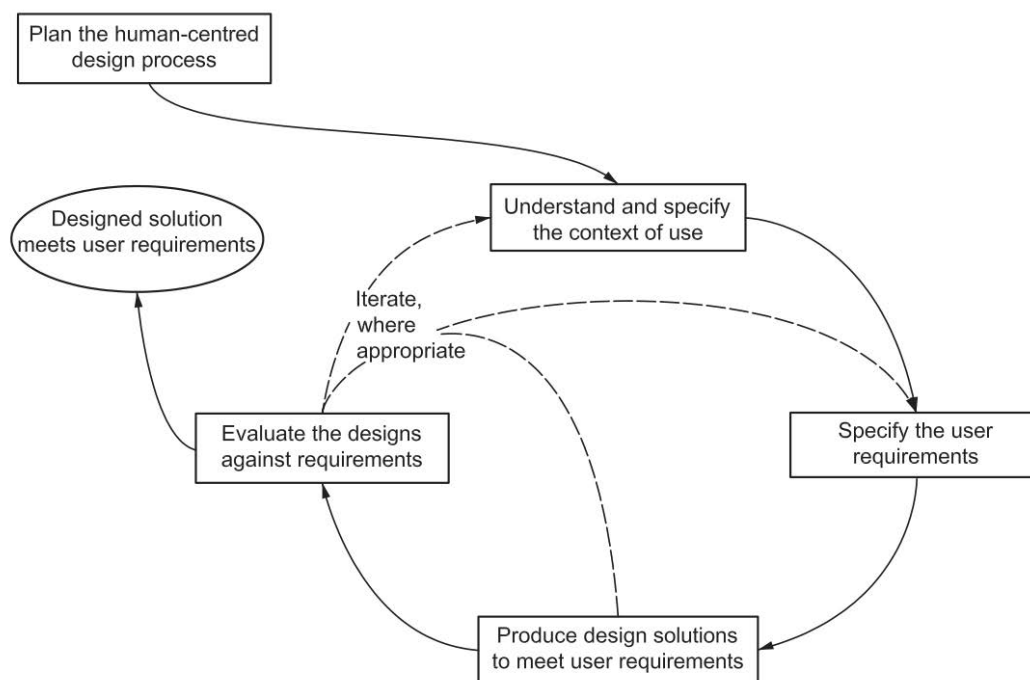 Plan the human-centred
design process
Understand and specify
the context of use
Designed solution
meets user requirements
Iterate,
where
appropriate
Evaluate the designs
against requirements
Specify the user
requirements
Produce design solutions
to meet user requirements